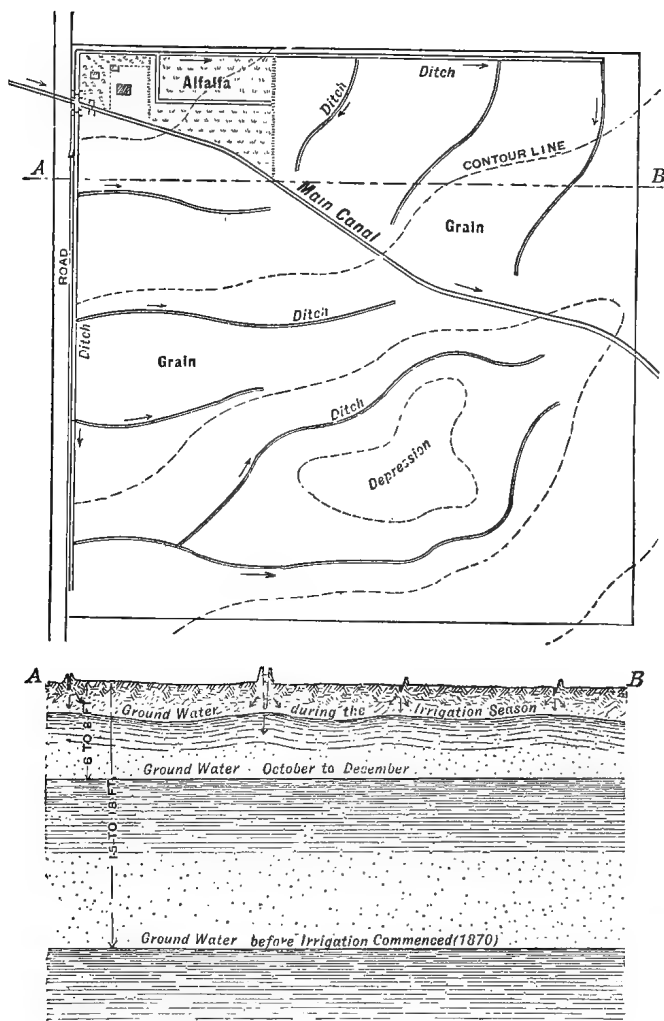 Alfalfa
Ditch
Ditch
CONTOUR LINE
A
B
Main Canal
Grain
ROAD
Ditch
Ditch
Grain
Ditch
Depression
A
B
Ground Water during the Irrigation Season
6 TO 8 FT.
Ground Water October to December
15 TO 18 FT.
Ground Water before Irrigation Commenced (1870)